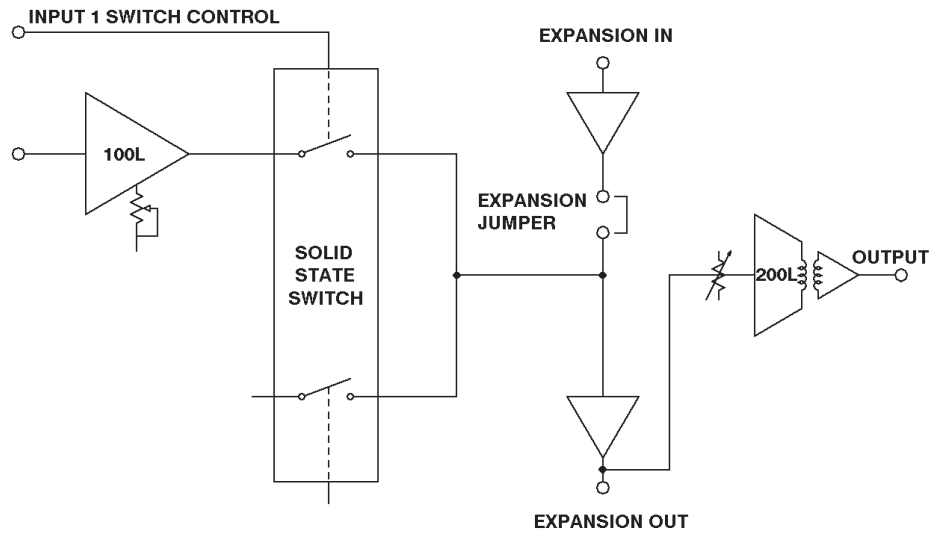 INPUT 1 SWITCH CONTROL
EXPANSION IN
100L
EXPANSION
JUMPER
SOLID
STATE
SWITCH
200L
OUTPUT
EXPANSION OUT